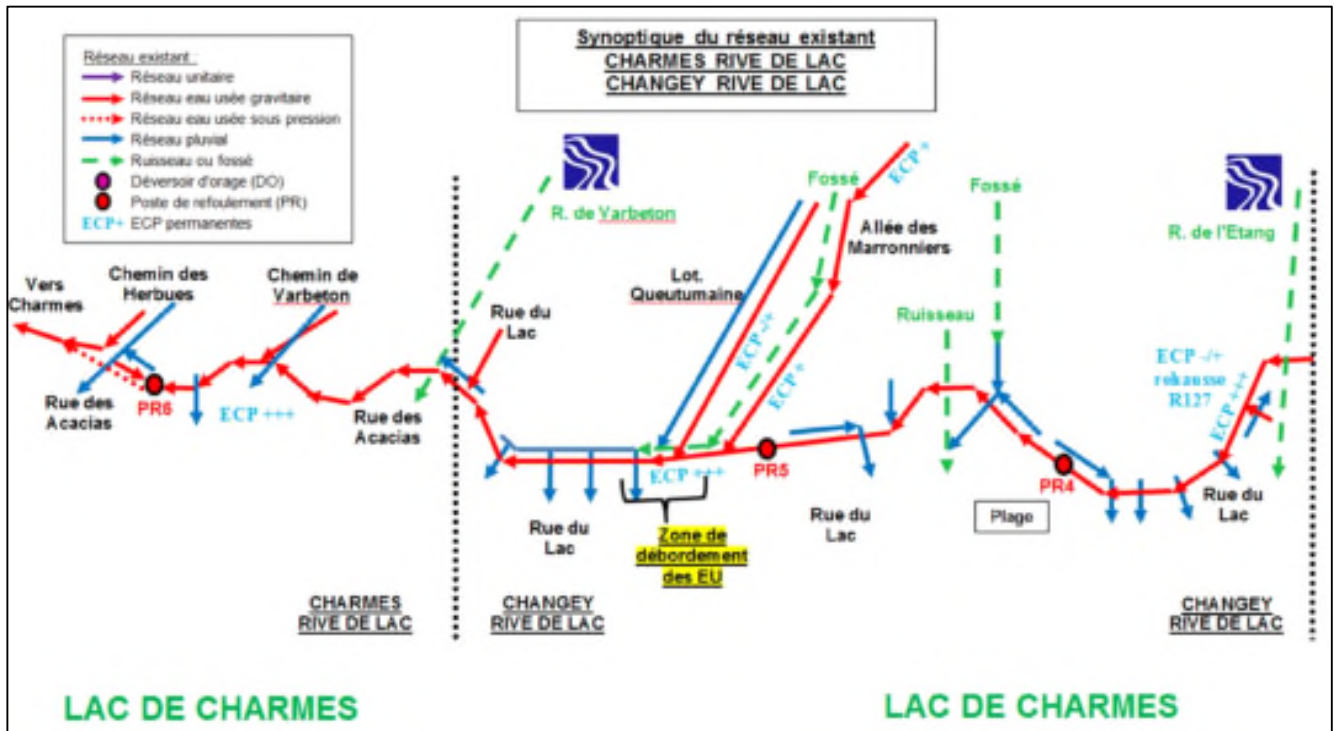 Synoptique du réseau existant
CHARMES RIVE DE LAC
CHANGEY RIVE DE LAC
Réseau existant :
Réseau unitaire
Réseau eau usée gravitaire
Réseau eau usée sous pression
Réseau pluvial
Ruisseau ou fossé
Déversoir d'orage (DO)
Poste de refoulement (PR)
ECP+ ECP permanentes
R. de Varbeton
Fossé
ECP+
Fossé
R. de l'Etang
Allée des
Marronniers
Vers
Charmes
Chemin des
Herbues
Chemin de
Varbeton
Rue du
Lac
Lot.
Queutumaine
Ruisseau
ECP -/+
ECP+
ECP -/+
rehausse
R127
ECP +++
Rue des
Acacias
PR6
ECP +++
Rue des
Acacias
ECP +++
PR5
PR4
Rue du
Lac
Zone de
débordement
des EU
Rue du
Lac
Plage
Rue du
Lac
CHARMES
RIVE DE LAC
CHANGEY
RIVE DE LAC
CHANGEY
RIVE DE LAC
LAC DE CHARMES
LAC DE CHARMES